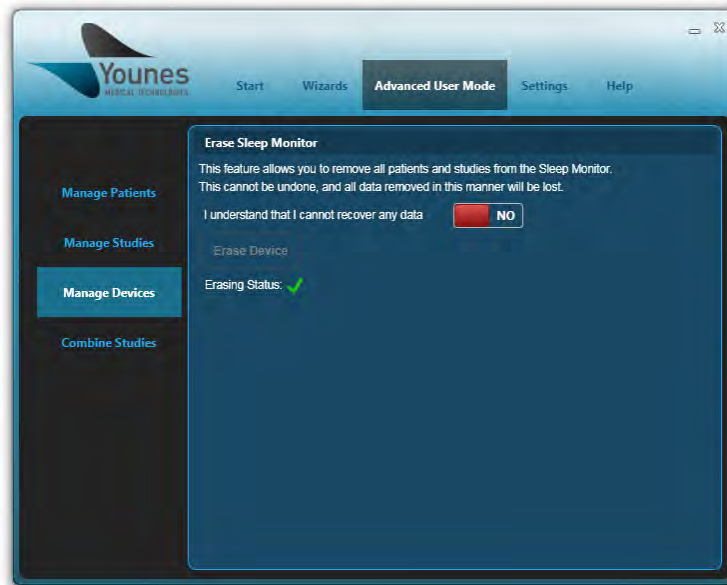 Younes
MEDICAL TECHNOLOGIES
Start
Wizards
Advanced User Mode
Settings
Help
Manage Patients
Manage Studies
Manage Devices
Combine Studies
Erase Sleep Monitor
This feature allows you to remove all patients and studies from the Sleep Monitor.
This cannot be undone, and all data removed in this manner will be lost.
I understand that I cannot recover any data
NO
Erase Device
Erasing Status: